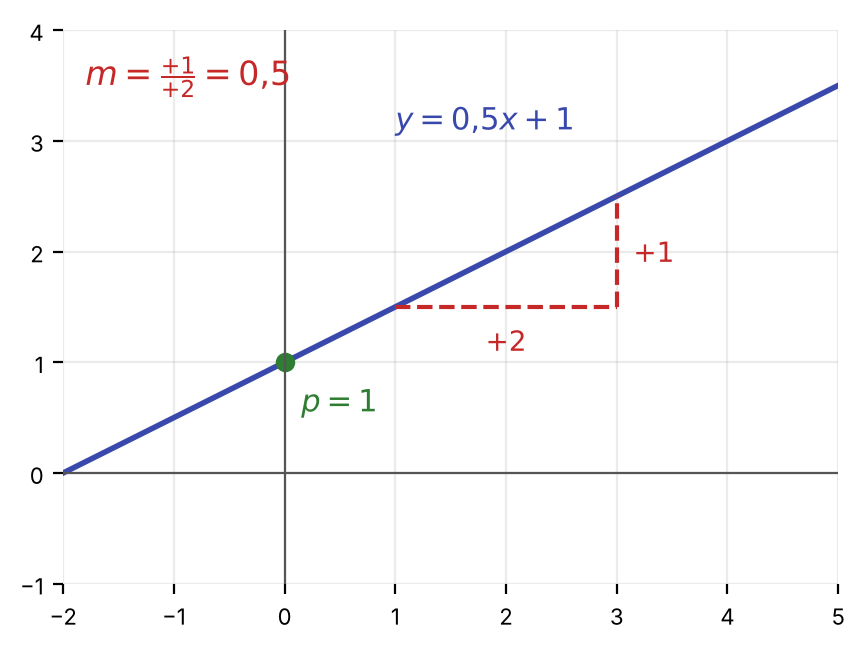 4
m = +1/+2 = 0,5
y = 0,5x + 1
3
2
+1
+2
1
p = 1
0
−1
−2 −1 0 1 2 3 4 5